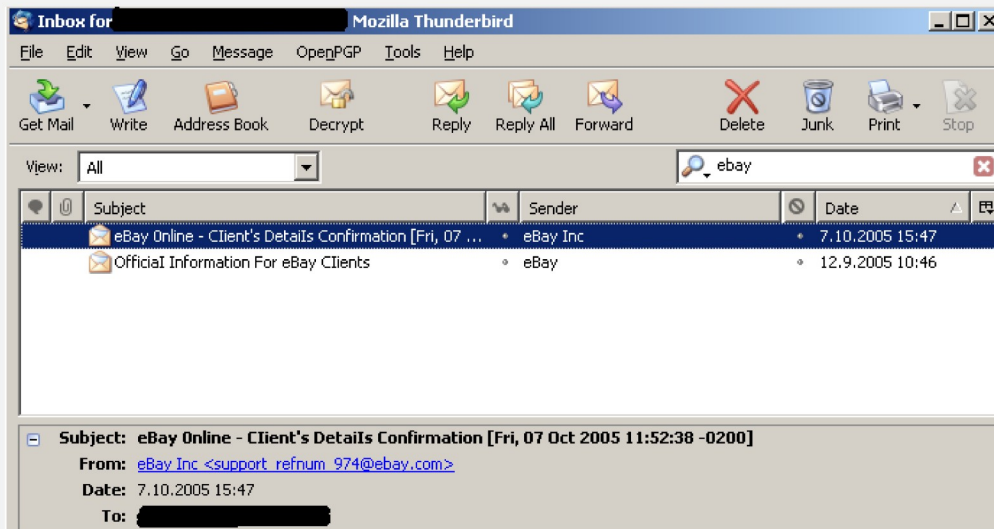 Inbox for Mozilla Thunderbird
File Edit View Go Message OpenPGP Tools Help
Get Mail Write Address Book Decrypt Reply Reply All Forward Delete Junk Print Stop
View: All ebay
Subject Sender Date
eBay 0nline - CIient's DetaiIs Confirmation [Fri, 07 ... eBay Inc 7.10.2005 15:47
OfficiaI Information For eBay CIients eBay 12.9.2005 10:46
Subject: eBay 0nline - CIient's DetaiIs Confirmation [Fri, 07 Oct 2005 11:52:38 -0200]
From: eBay Inc <support_refnum_974@ebay.com>
Date: 7.10.2005 15:47
To: